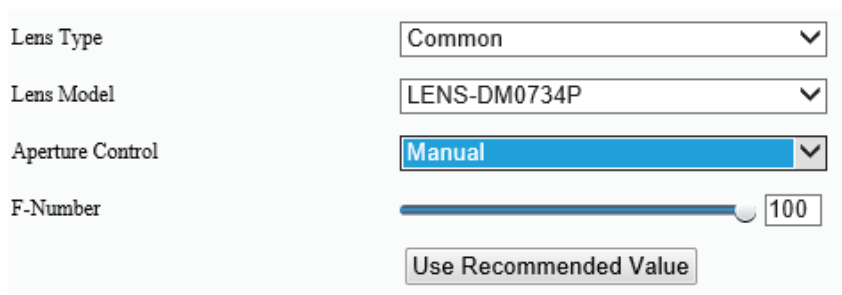 Lens Type Common
Lens Model LENS-DM0734P
Aperture Control Manual
F-Number 100
Use Recommended Value